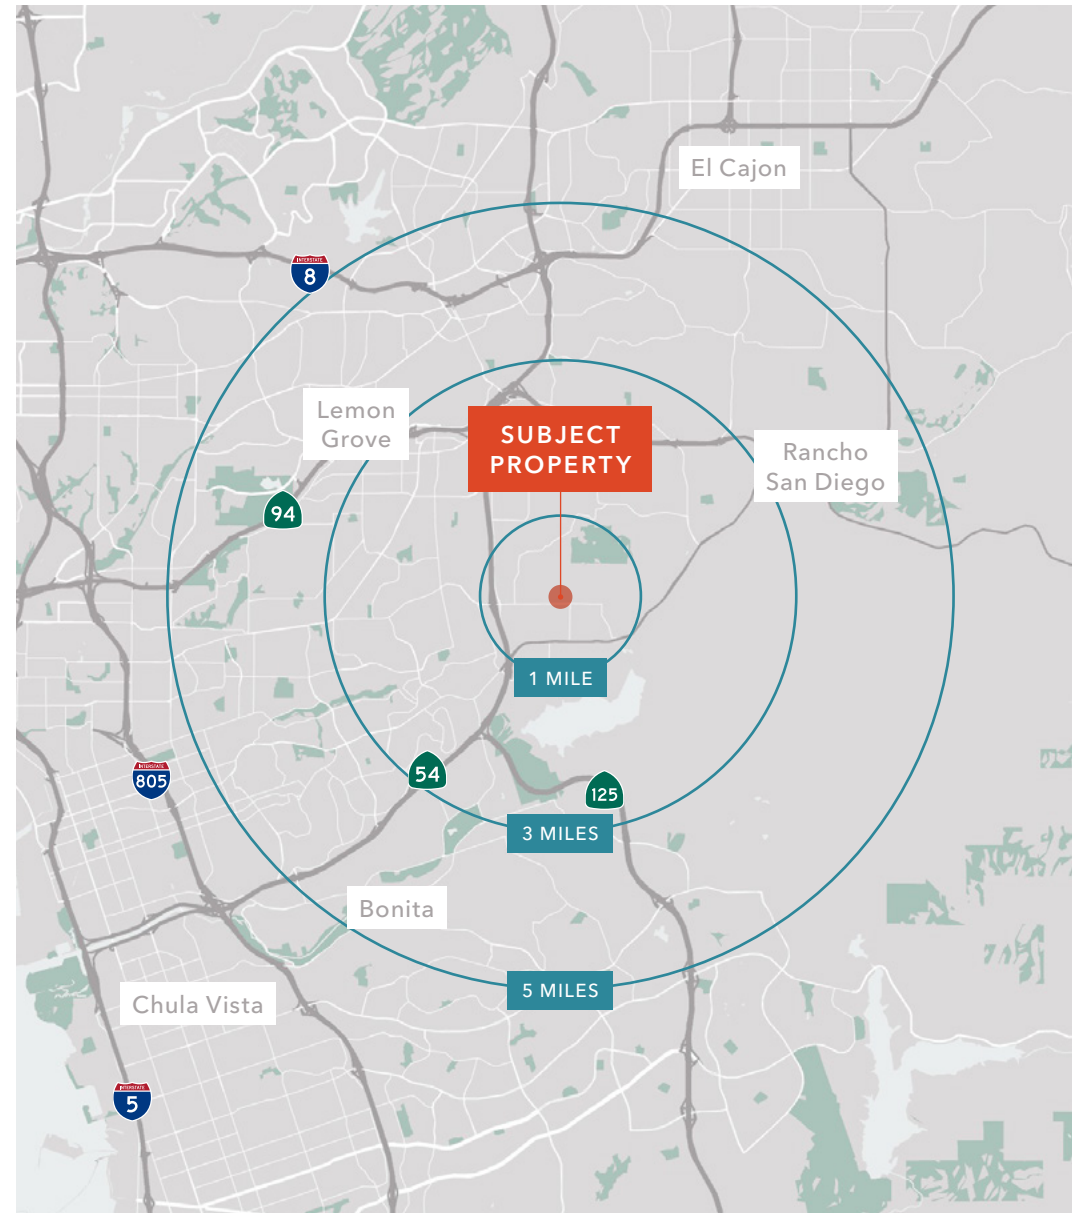 El Cajon
INTERSTATE
8
Lemon
Grove
SUBJECT
PROPERTY
Rancho
San Diego
94
1 MILE
INTERSTATE
805
54
125
3 MILES
Bonita
5 MILES
Chula Vista
INTERSTATE
5